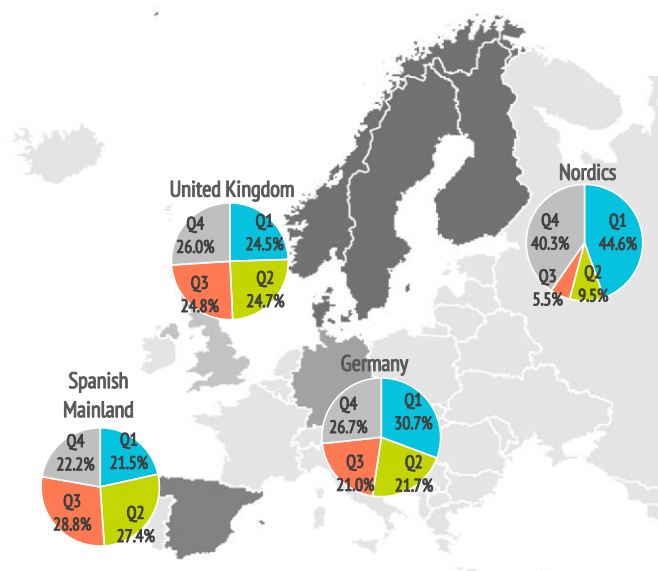 Nordics
Q4
40.3%
Q1
44.6%
Q3
5.5%
Q2
9.5%
United Kingdom
Q4
26.0%
Q1
24.5%
Q3
24.8%
Q2
24.7%
Germany
Q4
26.7%
Q1
30.7%
Q3
21.0%
Q2
21.7%
Spanish
Mainland
Q4
22.2%
Q1
21.5%
Q3
28.8%
Q2
27.4%